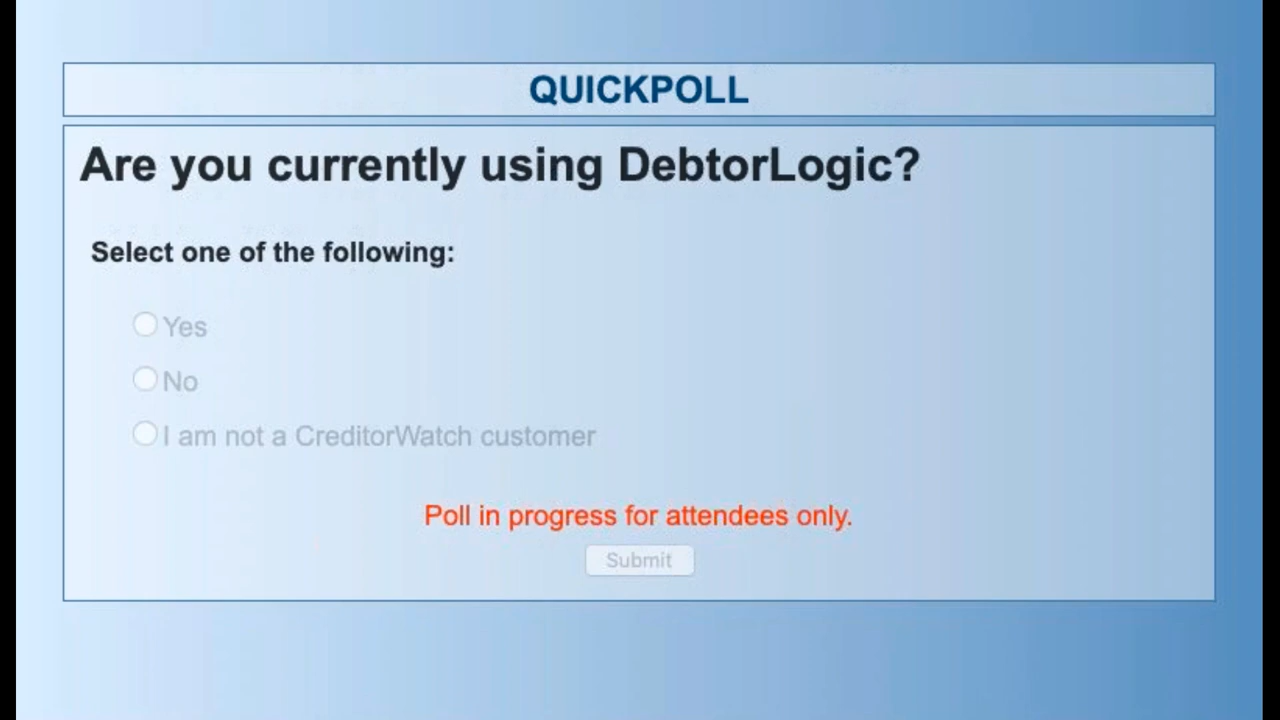 QUICKPOLL
Are you currently using DebtorLogic?
Select one of the following:
Yes
No
I am not a CreditorWatch customer
Poll in progress for attendees only.
Submit